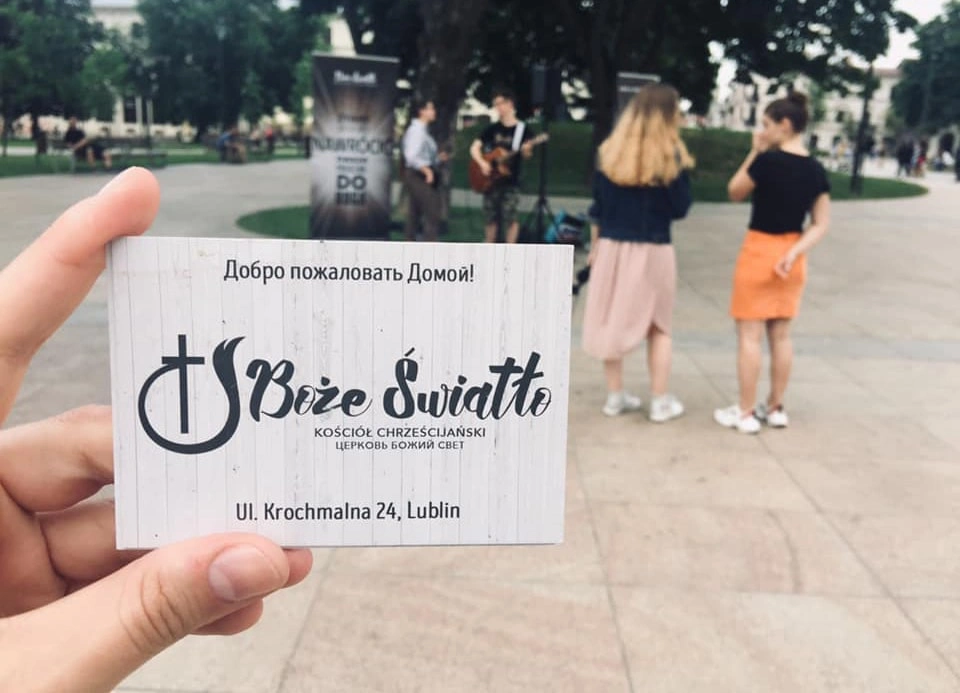 Добро пожаловать Домой!
Boże Światło
KOŚCIÓŁ CHRZEŚCIJAŃSKI
ЦЕРКОВЬ БОЖИЙ СВЕТ
Ul. Krochmalna 24, Lublin
DO